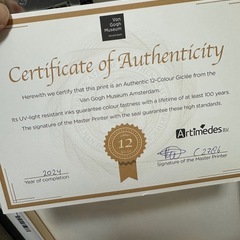 Van
Gogh
Museum
Certificate of Authenticity
Herewith we certify that this print is an Authentic 12-Colour Giclée from the
Van Gogh Museum Amsterdam.
Its UV-light resistant inks guarantee colour fastness with a lifetime of at least 100 years.
The signature of the Master Printer with the seal guarantee these high standards.
Artimedes B.V.
12
2024
Year of completion
Signature of the Master Printer